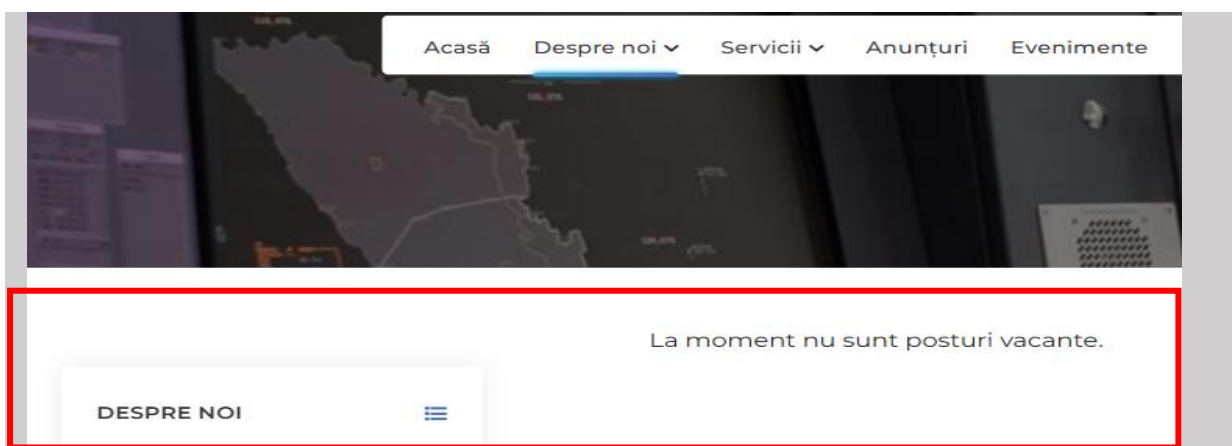 Acasă Despre noi Servicii Anunțuri Evenimente
La moment nu sunt posturi vacante.
DESPRE NOI